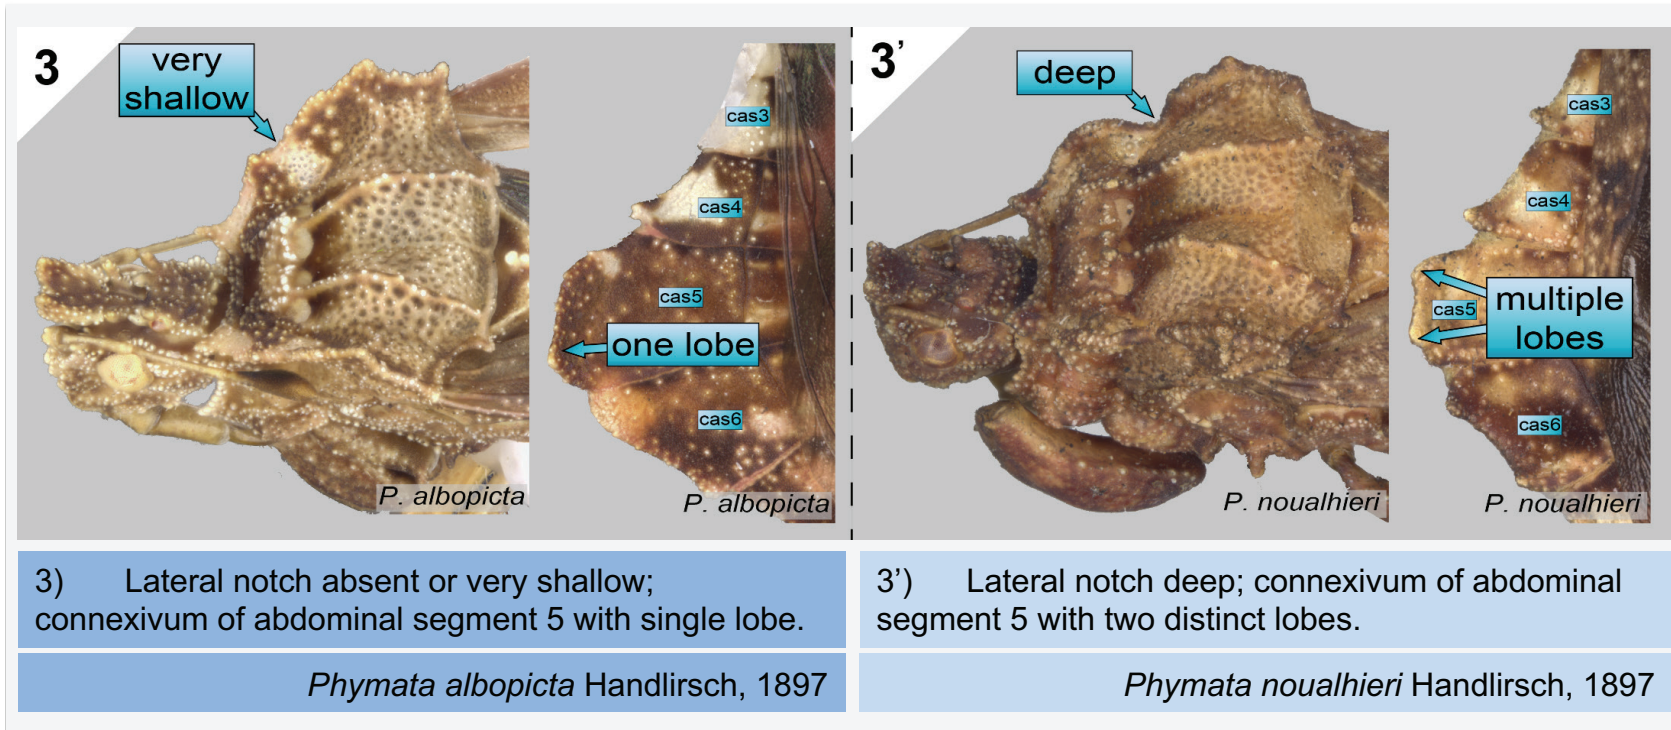 3
very
shallow
cas3
cas4
cas5
one lobe
cas6
P. albopicta
P. albopicta
3’
deep
cas3
cas4
cas5
multiple
lobes
cas6
P. noualhieri
P. noualhieri
3) Lateral notch absent or very shallow;
connexivum of abdominal segment 5 with single lobe.
Phymata albopicta Handlirsch, 1897
3’) Lateral notch deep; connexivum of abdominal
segment 5 with two distinct lobes.
Phymata noualhieri Handlirsch, 1897